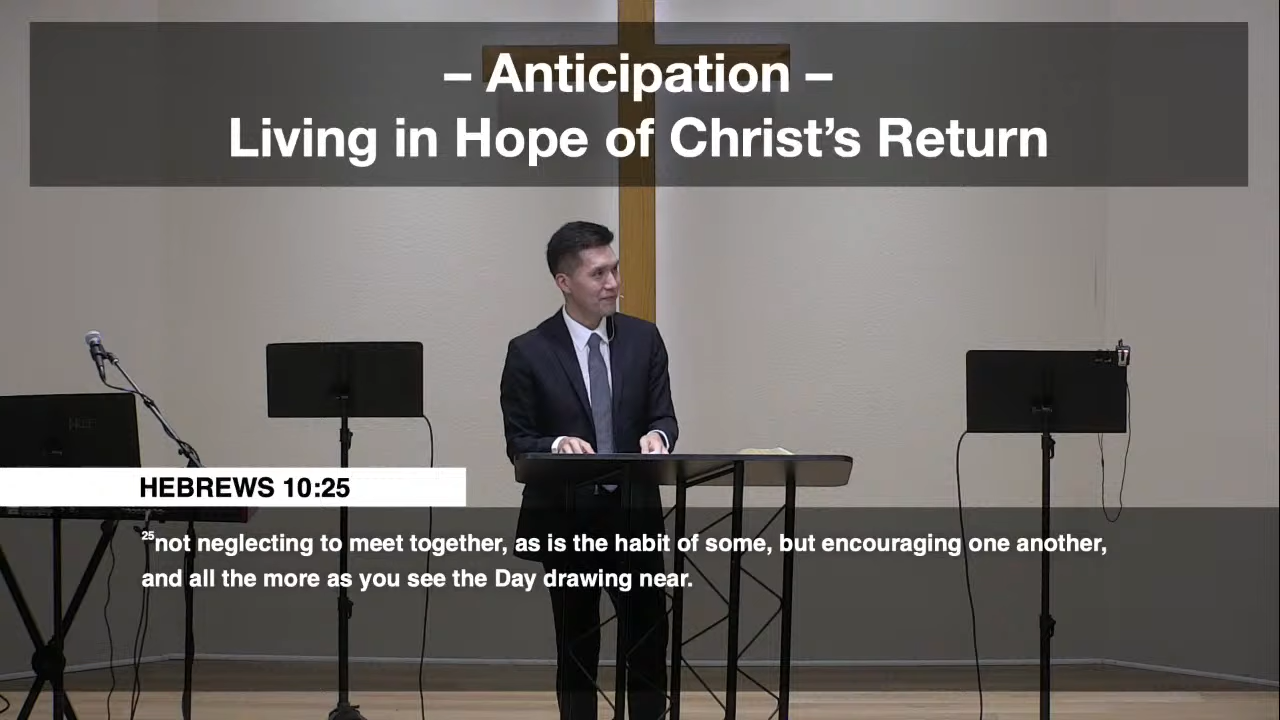 – Anticipation –
Living in Hope of Christ’s Return
HEBREWS 10:25
25not neglecting to meet together, as is the habit of some, but encouraging one another,
and all the more as you see the Day drawing near.